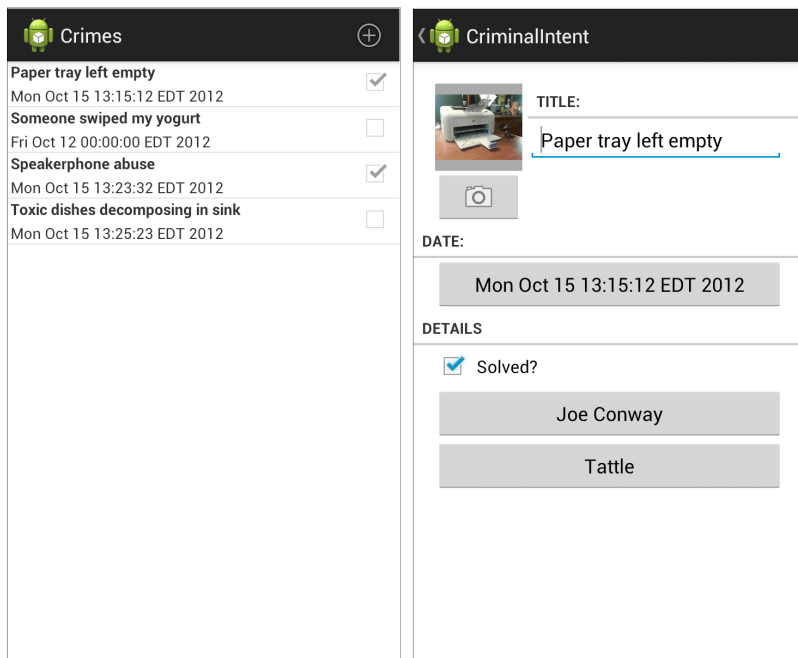 Crimes
Paper tray left empty
Mon Oct 15 13:15:12 EDT 2012
Someone swiped my yogurt
Fri Oct 12 00:00:00 EDT 2012
Speakerphone abuse
Mon Oct 15 13:23:32 EDT 2012
Toxic dishes decomposing in sink
Mon Oct 15 13:25:23 EDT 2012
CriminalIntent
TITLE:
Paper tray left empty
DATE:
Mon Oct 15 13:15:12 EDT 2012
DETAILS
Solved?
Joe Conway
Tattle